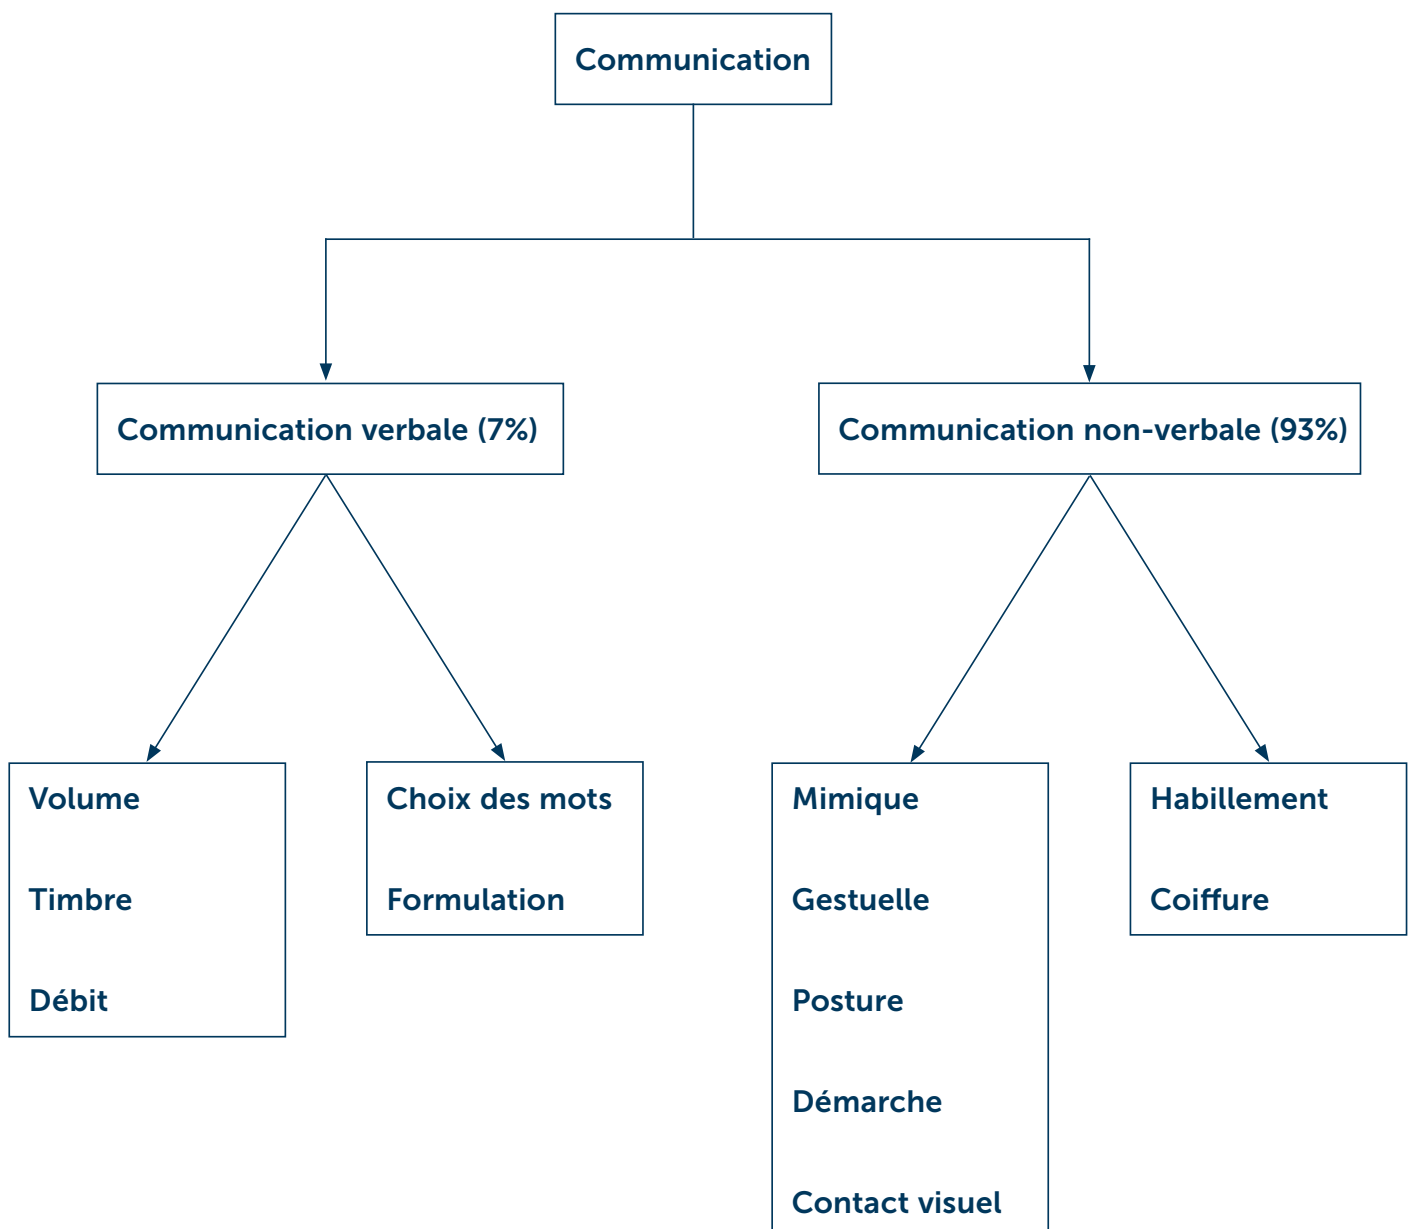 Communication
Communication verbale (7%)
Communication non-verbale (93%)
Volume
Timbre
Débit
Choix des mots
Formulation
Mimique
Gestuelle
Posture
Démarche
Contact visuel
Habillement
Coiffure